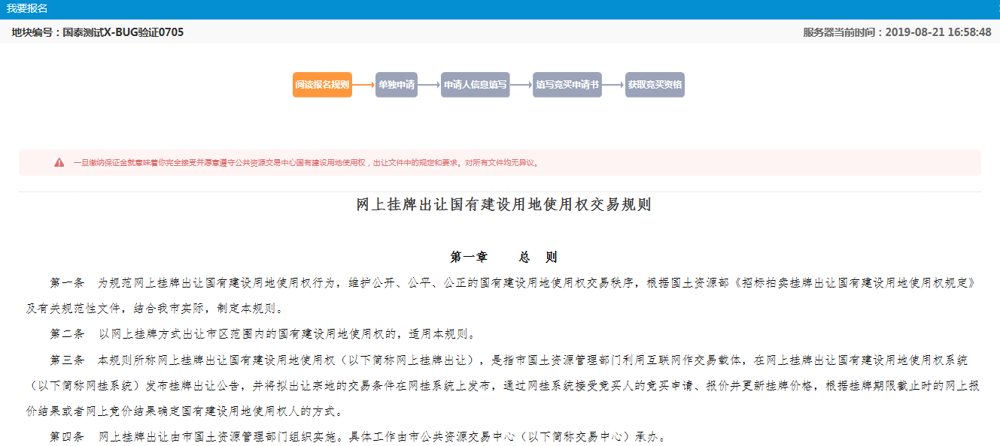 我要报名
地块编号：国泰测试X-BUG验证0705
服务器当前时间：2019-08-21 16:58:48
阅读报名规则 单独申请 申请人信息填写 填写竞买申请书 获取竞买资格
一旦缴纳保证金就意味着你完全接受并愿意遵守公共资源交易中心国有建设用地使用权，出让文件中的规定和要求。对所有文件均无异议。
网上挂牌出让国有建设用地使用权交易规则
第一章 总 则
第一条 为规范网上挂牌出让国有建设用地使用权行为，维护公开、公平、公正的国有建设用地使用权交易秩序，根据国土资源部《招标拍卖挂牌出让国有建设用地使用权规定》
及有关规范性文件，结合我市实际，制定本规则。
第二条 以网上挂牌方式出让市区范围内的国有建设用地使用权的，适用本规则。
第三条 本规则所称网上挂牌出让国有建设用地使用权（以下简称网上挂牌出让），是指市国土资源管理部门利用互联网作交易载体，在网上挂牌出让国有建设用地使用权系统
（以下简称网挂系统）发布挂牌出让公告，并将拟出让宗地的交易条件在网挂系统上发布，通过网挂系统接受竞买人的竞买申请、报价并更新挂牌价格，根据挂牌期限截止时的网上报
价结果或者网上竞价结果确定国有建设用地使用权人的方式。
第四条 网上挂牌出让由市国土资源管理部门组织实施。具体工作由市公共资源交易中心（以下简称交易中心）承办。